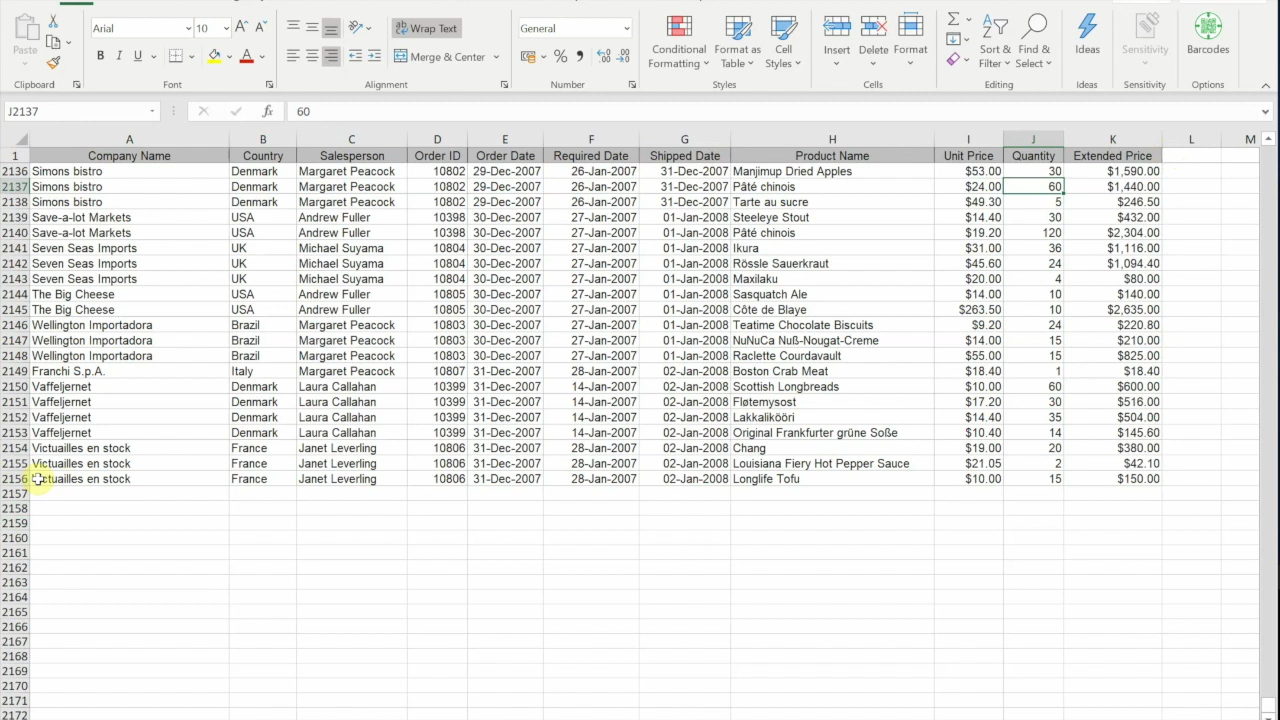 Arial 10 Wrap Text General
Paste B I U Merge & Center Conditional Formatting Format as Table Cell Styles Insert Delete Format Sort & Filter Find & Select Ideas Sensitivity Barcodes
Clipboard Font Alignment Number Styles Cells Editing Ideas Sensitivity Options
J2137 fx 60
A B C D E F G H I J K L M
1 Company Name Country Salesperson Order ID Order Date Required Date Shipped Date Product Name Unit Price Quantity Extended Price
2136 Simons bistro Denmark Margaret Peacock 10802 29-Dec-2007 26-Jan-2007 31-Dec-2007 Manjimup Dried Apples $53.00 30 $1,590.00
2137 Simons bistro Denmark Margaret Peacock 10802 29-Dec-2007 26-Jan-2007 31-Dec-2007 Pâté chinois $24.00 60 $1,440.00
2138 Simons bistro Denmark Margaret Peacock 10802 29-Dec-2007 26-Jan-2007 31-Dec-2007 Tarte au sucre $49.30 5 $246.50
2139 Save-a-lot Markets USA Andrew Fuller 10398 30-Dec-2007 27-Jan-2007 01-Jan-2008 Steeleye Stout $14.40 30 $432.00
2140 Save-a-lot Markets USA Andrew Fuller 10398 30-Dec-2007 27-Jan-2007 01-Jan-2008 Pâté chinois $19.20 120 $2,304.00
2141 Seven Seas Imports UK Michael Suyama 10804 30-Dec-2007 27-Jan-2007 01-Jan-2008 Ikura $31.00 36 $1,116.00
2142 Seven Seas Imports UK Michael Suyama 10804 30-Dec-2007 27-Jan-2007 01-Jan-2008 Rössle Sauerkraut $45.60 24 $1,094.40
2143 Seven Seas Imports UK Michael Suyama 10804 30-Dec-2007 27-Jan-2007 01-Jan-2008 Maxilaku $20.00 4 $80.00
2144 The Big Cheese USA Andrew Fuller 10805 30-Dec-2007 27-Jan-2007 01-Jan-2008 Sasquatch Ale $14.00 10 $140.00
2145 The Big Cheese USA Andrew Fuller 10805 30-Dec-2007 27-Jan-2007 01-Jan-2008 Côte de Blaye $263.50 10 $2,635.00
2146 Wellington Importadora Brazil Margaret Peacock 10803 30-Dec-2007 27-Jan-2007 01-Jan-2008 Teatime Chocolate Biscuits $9.20 24 $220.80
2147 Wellington Importadora Brazil Margaret Peacock 10803 30-Dec-2007 27-Jan-2007 01-Jan-2008 NuNuCa Nuß-Nougat-Creme $14.00 15 $210.00
2148 Wellington Importadora Brazil Margaret Peacock 10803 30-Dec-2007 27-Jan-2007 01-Jan-2008 Raclette Courdavault $55.00 15 $825.00
2149 Franchi S.p.A. Italy Margaret Peacock 10807 31-Dec-2007 28-Jan-2007 02-Jan-2008 Boston Crab Meat $18.40 1 $18.40
2150 Vaffeljernet Denmark Laura Callahan 10399 31-Dec-2007 14-Jan-2007 02-Jan-2008 Scottish Longbreads $10.00 60 $600.00
2151 Vaffeljernet Denmark Laura Callahan 10399 31-Dec-2007 14-Jan-2007 02-Jan-2008 Fløtemysost $17.20 30 $516.00
2152 Vaffeljernet Denmark Laura Callahan 10399 31-Dec-2007 14-Jan-2007 02-Jan-2008 Lakkalikööri $14.40 35 $504.00
2153 Vaffeljernet Denmark Laura Callahan 10399 31-Dec-2007 14-Jan-2007 02-Jan-2008 Original Frankfurter grüne Soße $10.40 14 $145.60
2154 Victuailles en stock France Janet Leverling 10806 31-Dec-2007 28-Jan-2007 02-Jan-2008 Chang $19.00 20 $380.00
2155 Victuailles en stock France Janet Leverling 10806 31-Dec-2007 28-Jan-2007 02-Jan-2008 Louisiana Fiery Hot Pepper Sauce $21.05 2 $42.10
2156 Victuailles en stock France Janet Leverling 10806 31-Dec-2007 28-Jan-2007 02-Jan-2008 Longlife Tofu $10.00 15 $150.00
2157
2158
2159
2160
2161
2162
2163
2164
2165
2166
2167
2168
2169
2170
2171
2172